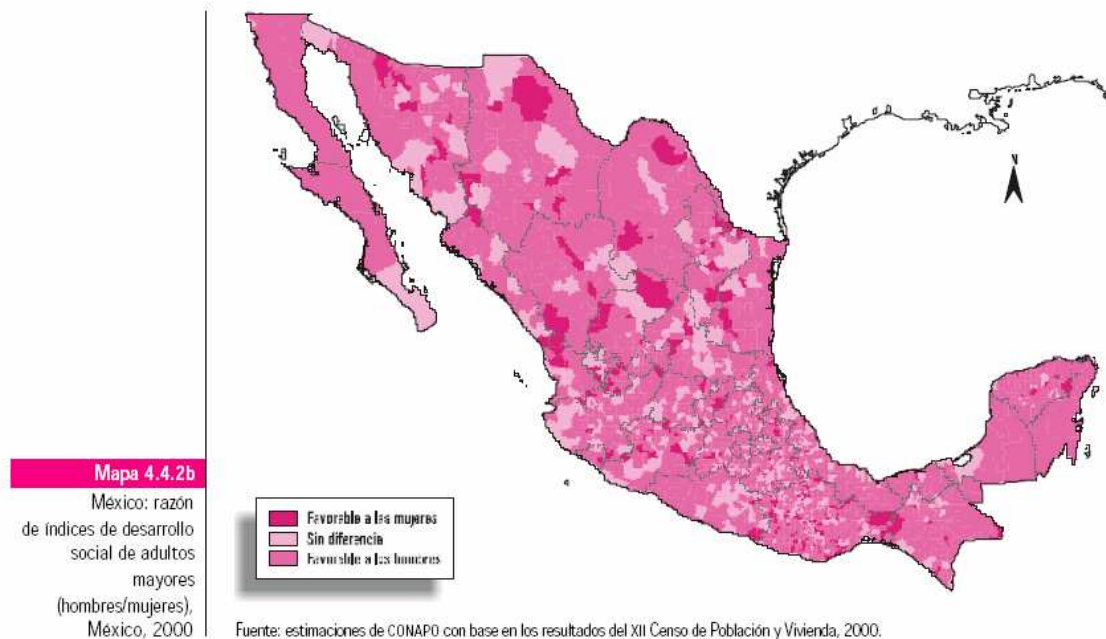 Mapa 4.4.2b
México: razón
de índices de desarrollo
social de adultos
mayores
(hombres/mujeres),
México, 2000
N
Favorable a las mujeres
Sin diferencia
Favorable a los hombres
Fuente: estimaciones de CONAPO con base en los resultados del XII Censo de Población y Vivienda, 2000.